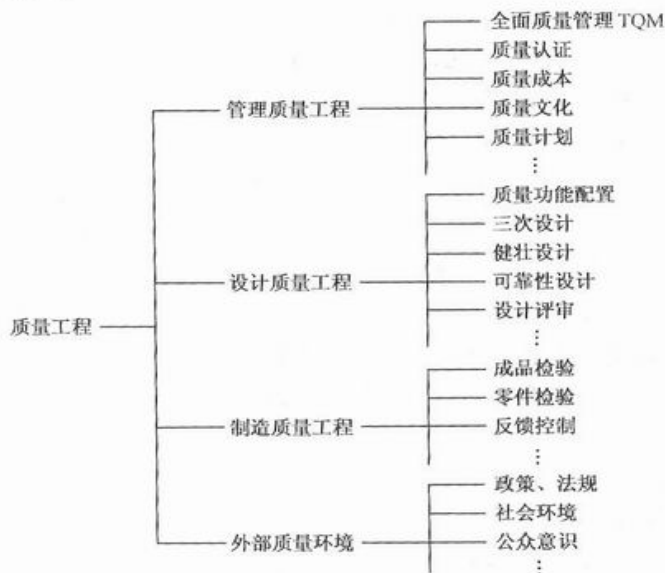 全面质量管理 TQM
质量认证
质量成本
管理质量工程
质量文化
质量计划
⋮
质量功能配置
三次设计
健壮设计
设计质量工程
可靠性设计
设计评审
⋮
质量工程
成品检验
零件检验
制造质量工程
反馈控制
⋮
政策、法规
社会环境
外部质量环境
公众意识
⋮